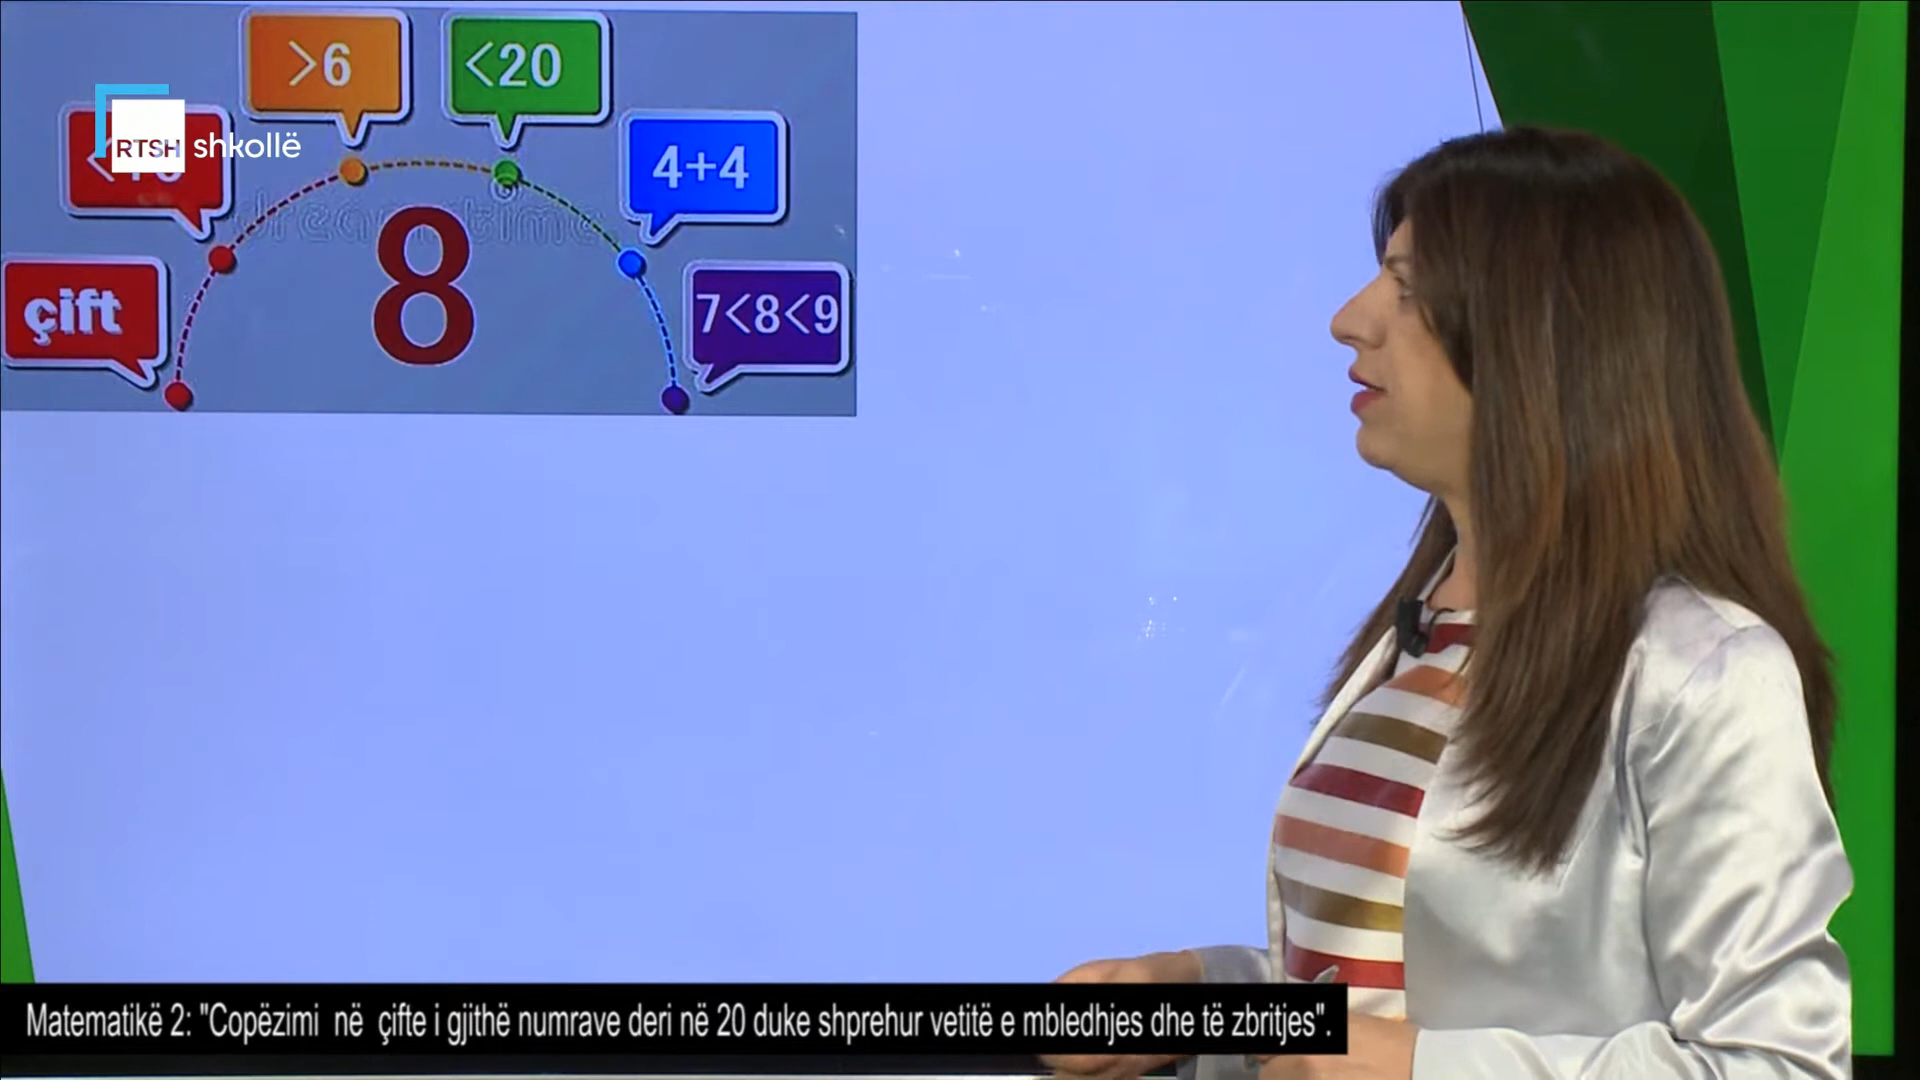 >6
<20
RTSH shkollë
4+4
çift
8
7<8<9
Matematikë 2: "Copëzimi në çifte i gjithë numrave deri në 20 duke shprehur vetitë e mbledhjes dhe të zbritjes".